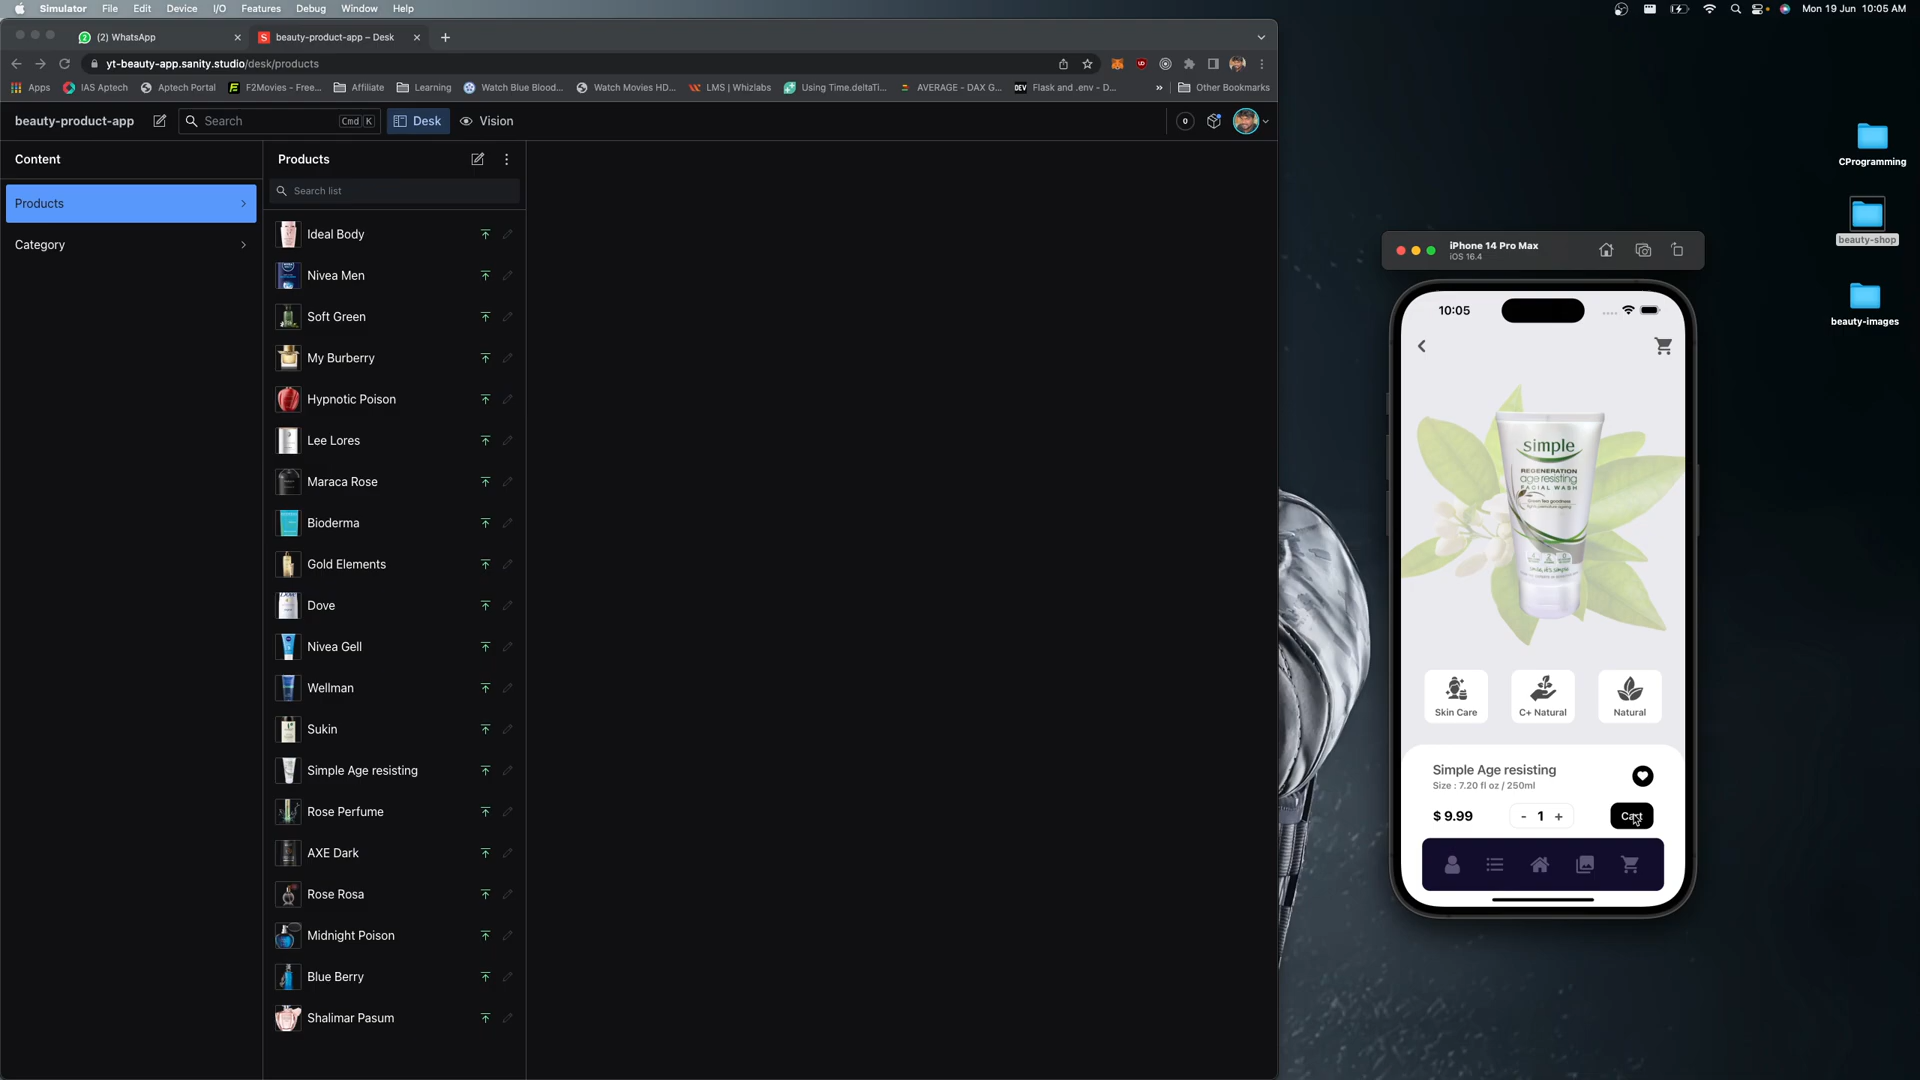 Simulator File Edit Device I/O Features Debug Window Help
Mon 19 Jun 10:05 AM
(2) WhatsApp
beauty-product-app – Desk
yt-beauty-app.sanity.studio/desk/products
Apps IAS Aptech Aptech Portal F2Movies - Free... Affiliate Learning Watch Blue Blood... Watch Movies HD... LMS | Whizlabs Using Time.deltaTi... AVERAGE - DAX G... DEV Flask and .env - D... » Other Bookmarks
beauty-product-app
Search Cmd K
Desk
Vision
0
Content
Products
Category
Products
Search list
Ideal Body
Nivea Men
Soft Green
My Burberry
Hypnotic Poison
Lee Lores
Maraca Rose
Bioderma
Gold Elements
Dove
Nivea Gell
Wellman
Sukin
Simple Age resisting
Rose Perfume
AXE Dark
Rose Rosa
Midnight Poison
Blue Berry
Shalimar Pasum
CProgramming
beauty-shop
beauty-images
iPhone 14 Pro Max
iOS 16.4
10:05
simple
REGENERATION
age resisting
FACIAL WASH
Skin Care
C+ Natural
Natural
Simple Age resisting
Size : 7.20 fl oz / 250ml
$ 9.99
- 1 +
Cart